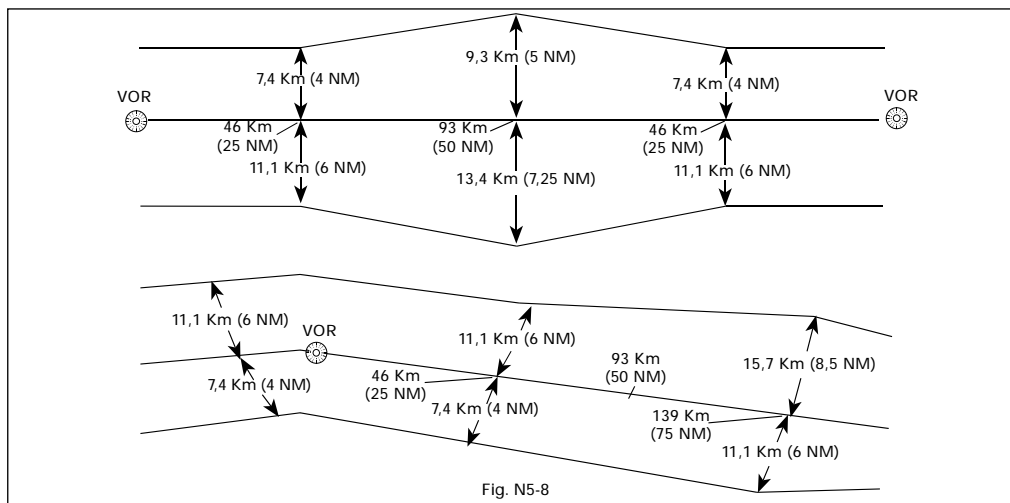 9,3 Km (5 NM)
7,4 Km (4 NM)
7,4 Km (4 NM)
VOR
VOR
46 Km
(25 NM)
93 Km
(50 NM)
46 Km
(25 NM)
11,1 Km (6 NM)
13,4 Km (7,25 NM)
11,1 Km (6 NM)
11,1 Km (6 NM)
VOR
11,1 Km (6 NM)
93 Km
(50 NM)
15,7 Km (8,5 NM)
46 Km
(25 NM)
7,4 Km (4 NM)
7,4 Km (4 NM)
139 Km
(75 NM)
11,1 Km (6 NM)
Fig. N5-8